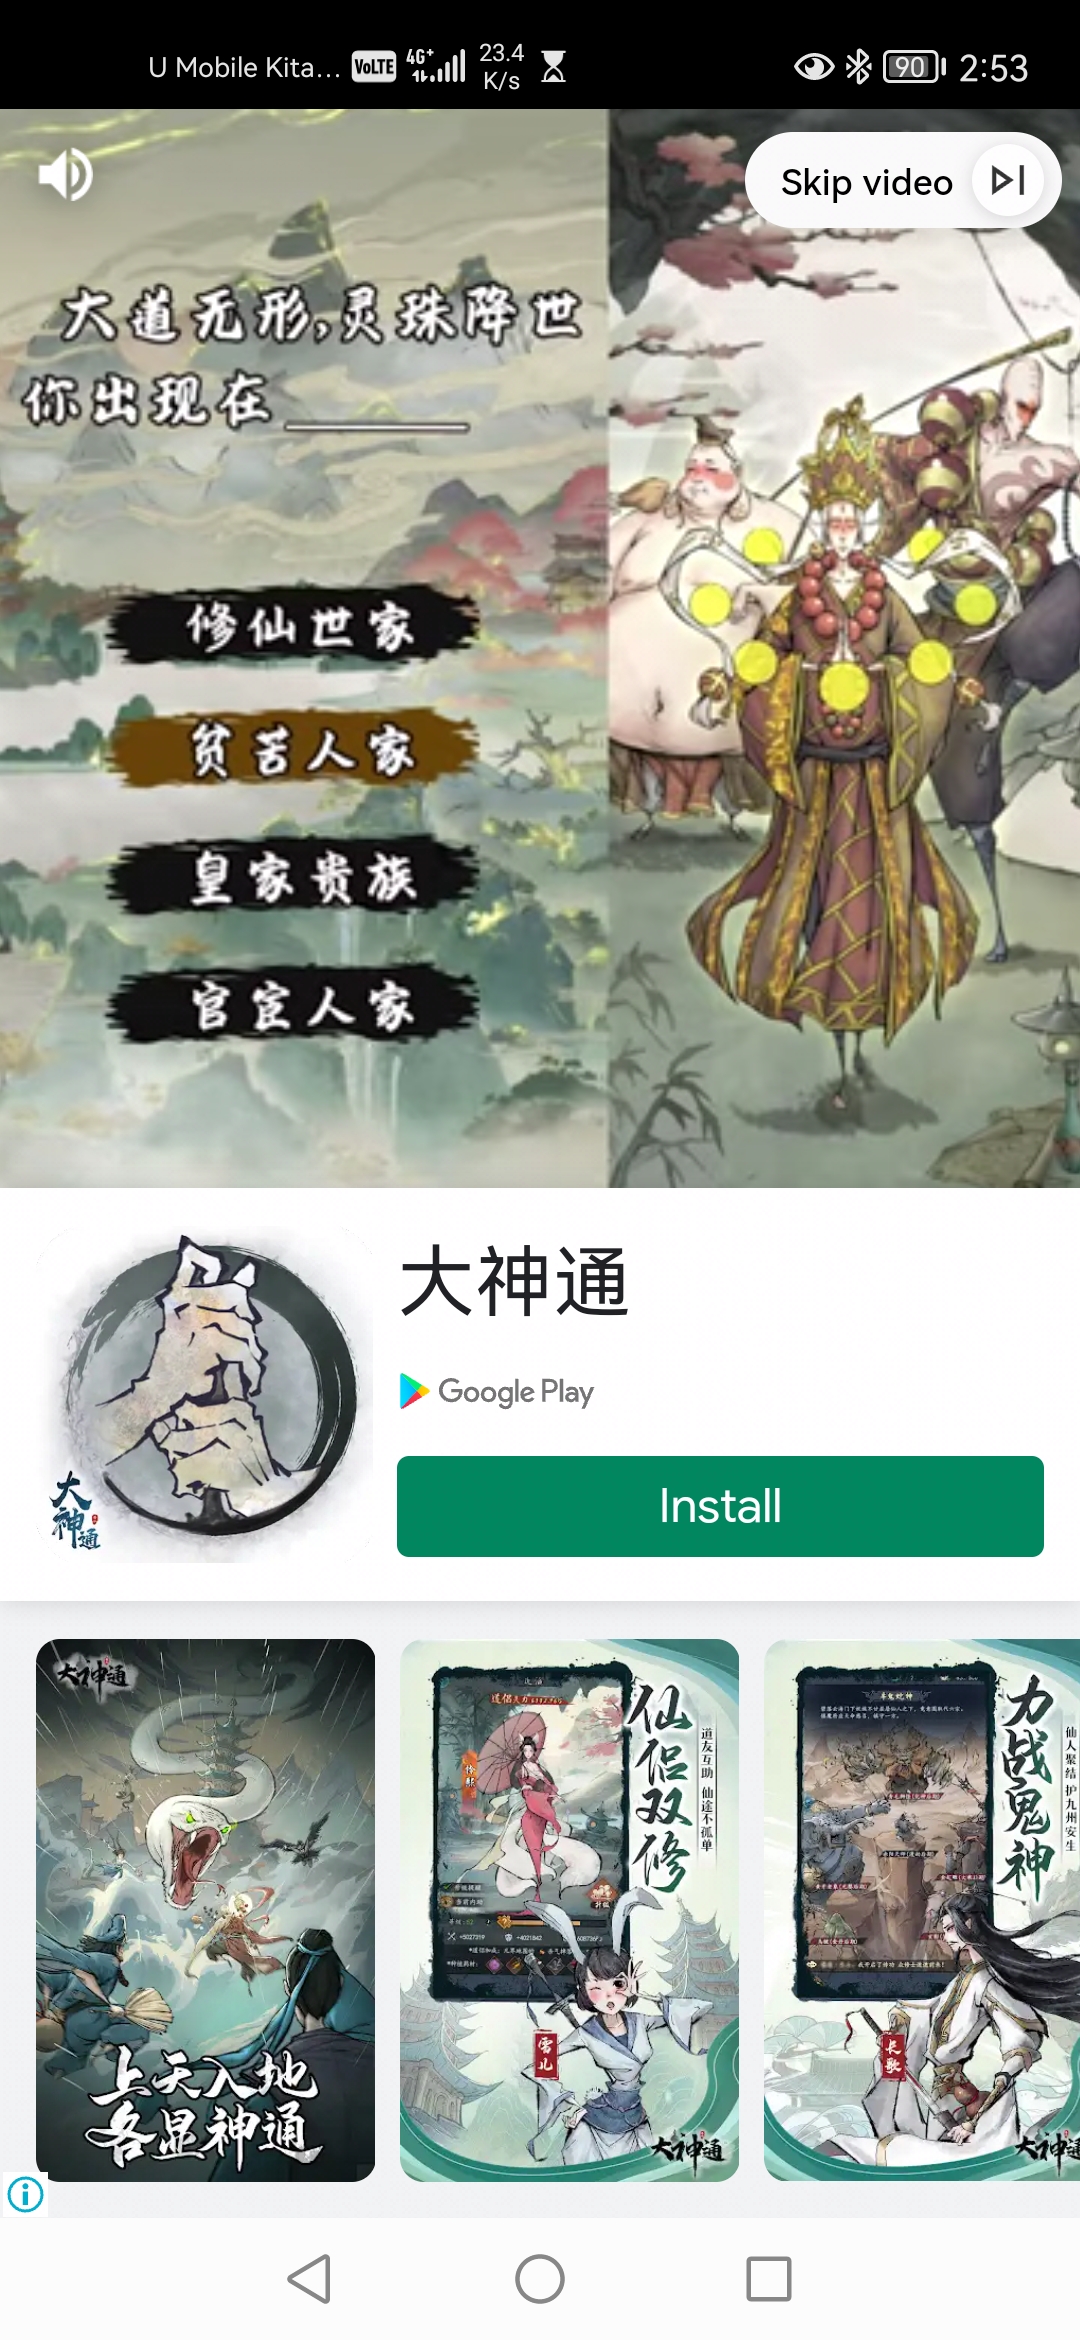 U Mobile Kita...
VoLTE
4G+
23.4
K/s
90
2:53
Skip video
大道无形,灵珠降世
你出现在
修仙世家
贫苦人家
皇家贵族
官宦人家
大神通
Google Play
Install
大神通
大神通
上天入地
各显神通
仙侣双修
道友互助 仙途不孤单
雪儿
大神通
力战鬼神
仙人聚结 护九州安生
长歌
大神通